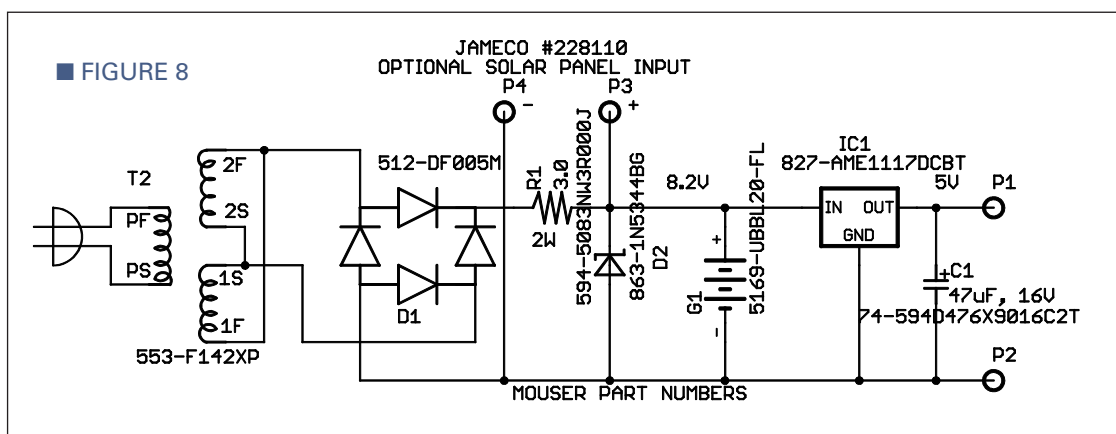 JAMECO #228110
OPTIONAL SOLAR PANEL INPUT
■ FIGURE 8
P4
-
P3
+
T2
PF
PS
2F
2S
1S
1F
553-F142XP
512-DF005M
D1
R1
3.0
2W
594-5083NW3R000J
863-1N5344BG
D2
8.2V
G1
+
-
5169-UBBL20-FL
IC1
827-AME1117DCBT
IN
OUT
GND
5V
P1
+
C1
47uF, 16V
74-594D476X9016C2T
P2
MOUSER PART NUMBERS